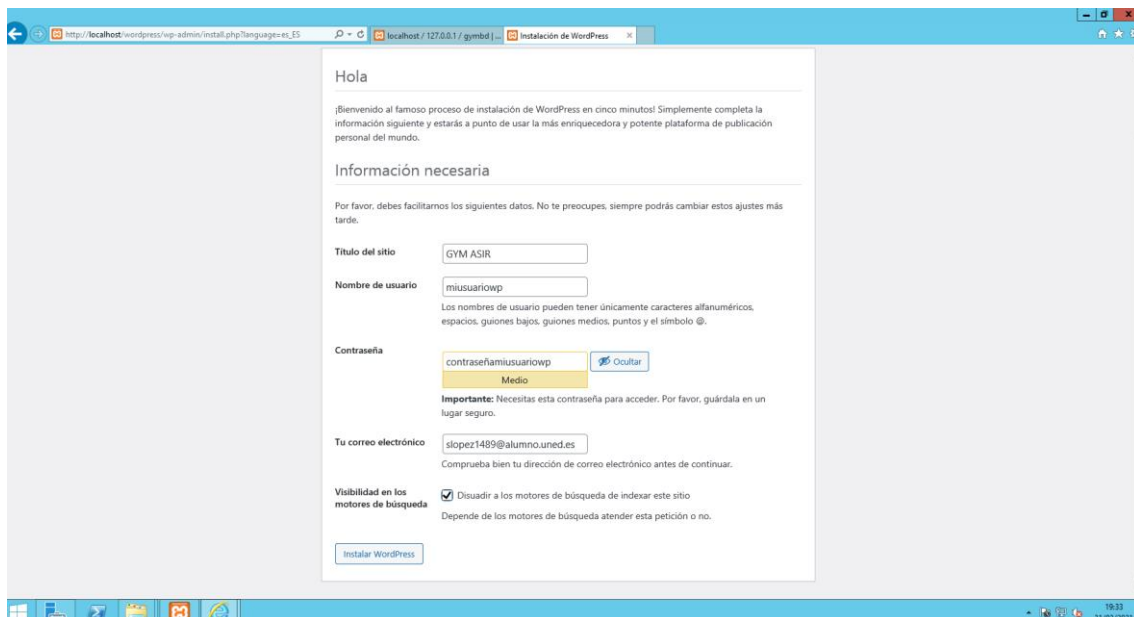 http://localhost/wordpress/wp-admin/install.php?language=es_ES
localhost / 127.0.0.1 / gymbd | ...
Instalación de WordPress
Hola
¡Bienvenido al famoso proceso de instalación de WordPress en cinco minutos! Simplemente completa la
información siguiente y estarás a punto de usar la más enriquecedora y potente plataforma de publicación
personal del mundo.
Información necesaria
Por favor, debes facilitarnos los siguientes datos. No te preocupes, siempre podrás cambiar estos ajustes más
tarde.
Título del sitio
GYM ASIR
Nombre de usuario
miusuariowp
Los nombres de usuario pueden tener únicamente caracteres alfanuméricos,
espacios, guiones bajos, guiones medios, puntos y el símbolo @.
Contraseña
contraseñamiusuariowp
Ocultar
Medio
Importante: Necesitas esta contraseña para acceder. Por favor, guárdala en un
lugar seguro.
Tu correo electrónico
slopez1489@alumno.uned.es
Comprueba bien tu dirección de correo electrónico antes de continuar.
Visibilidad en los
motores de búsqueda
Disuadir a los motores de búsqueda de indexar este sitio
Depende de los motores de búsqueda atender esta petición o no.
Instalar WordPress
19:33